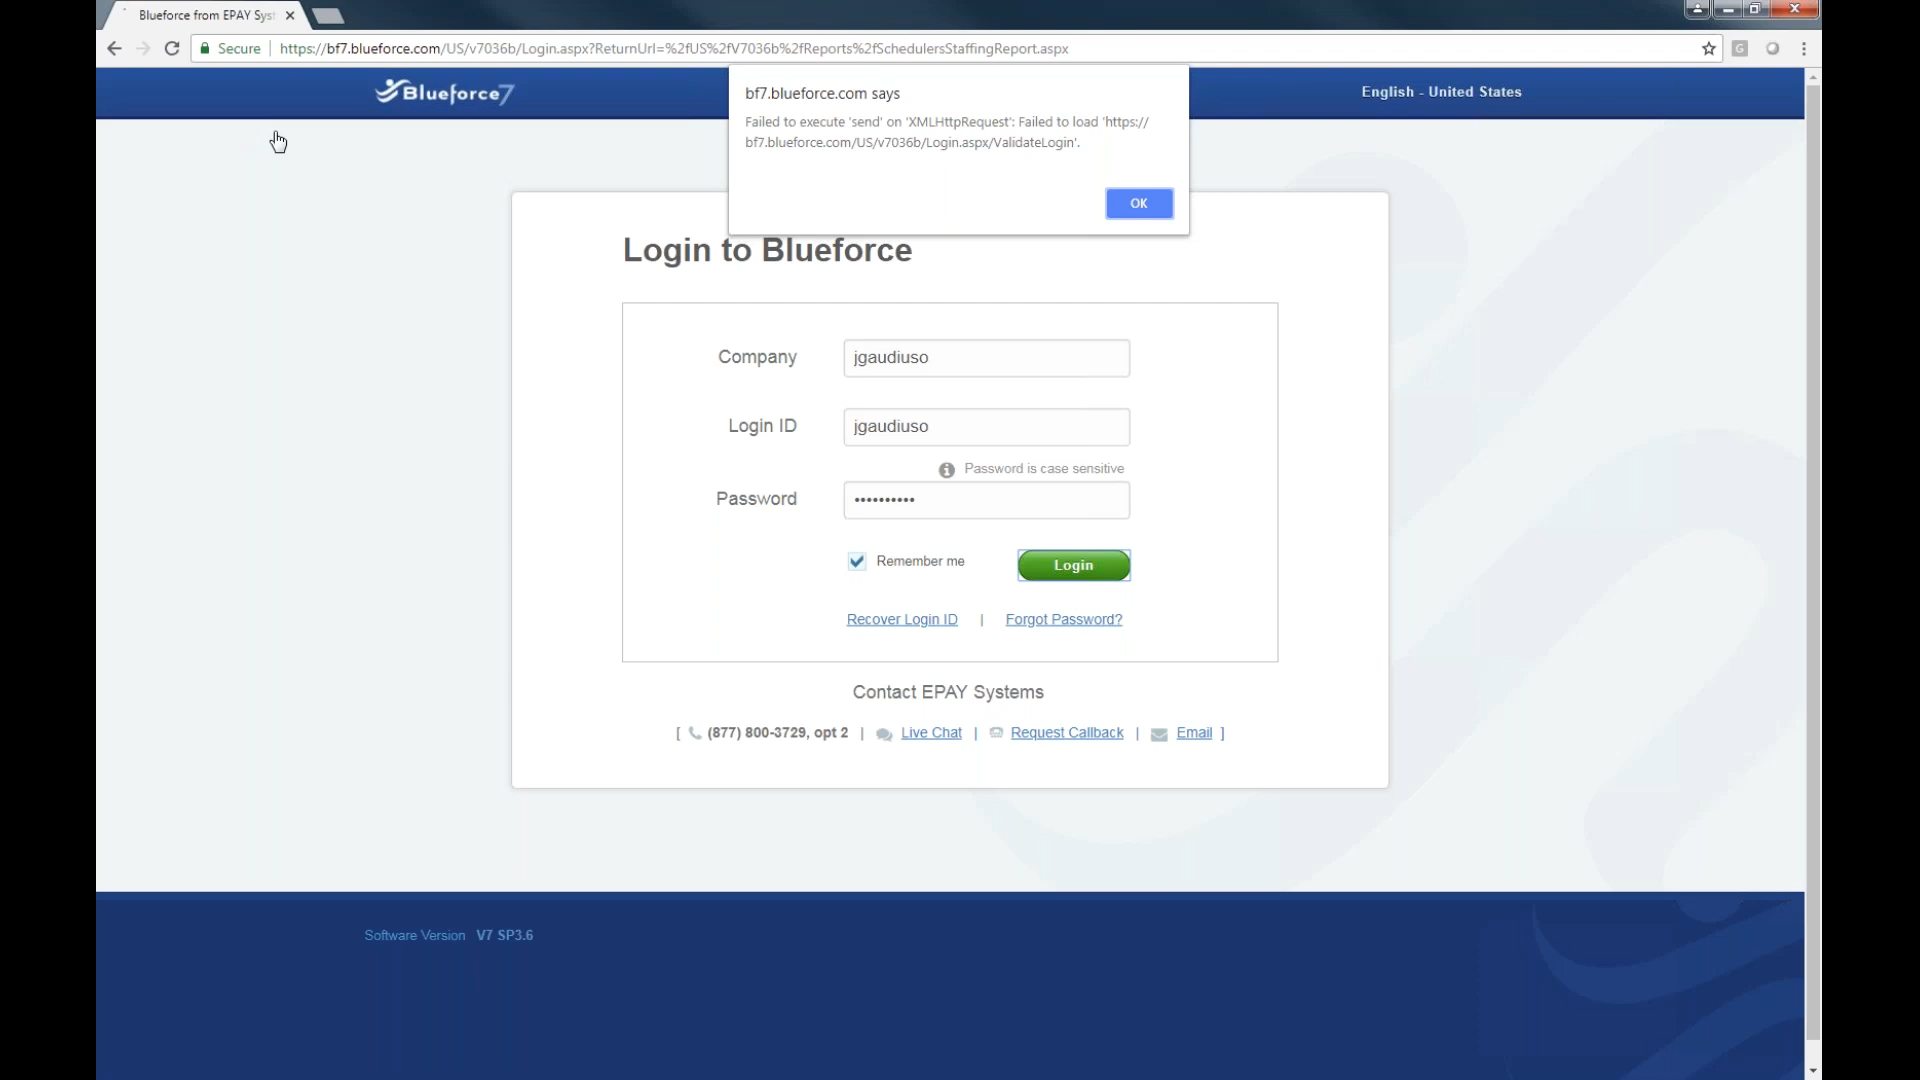 Blueforce from EPAY Syst
Secure
https://bf7.blueforce.com/US/v7036b/Login.aspx?ReturnUrl=%2fUS%2fV7036b%2fReports%2fSchedulersStaffingReport.aspx
Blueforce7
English - United States
bf7.blueforce.com says
Failed to execute 'send' on 'XMLHttpRequest': Failed to load 'https://
bf7.blueforce.com/US/v7036b/Login.aspx/ValidateLogin'.
OK
Login to Blueforce
Company
jgaudiuso
Login ID
jgaudiuso
Password is case sensitive
Password
••••••••••
Remember me
Login
Recover Login ID | Forgot Password?
Contact EPAY Systems
[ (877) 800-3729, opt 2 | Live Chat | Request Callback | Email ]
Software Version V7 SP3.6